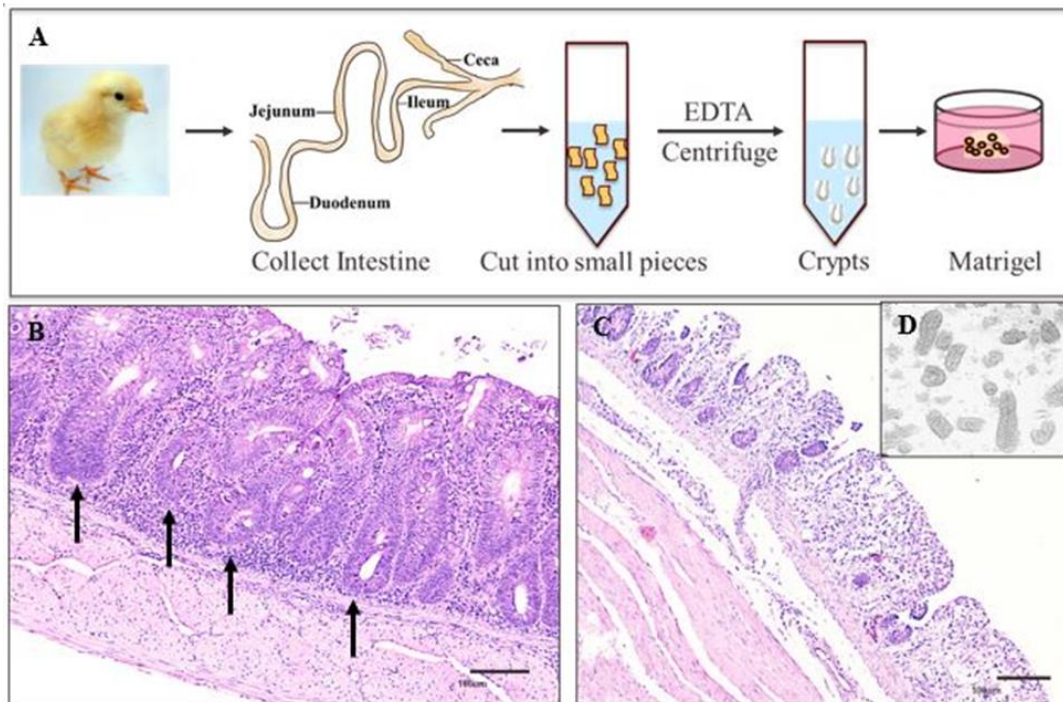 A
Ceca
Jejunum
Ileum
Duodenum
EDTA
Centrifuge
Collect Intestine
Cut into small pieces
Crypts
Matrigel
B
C
D